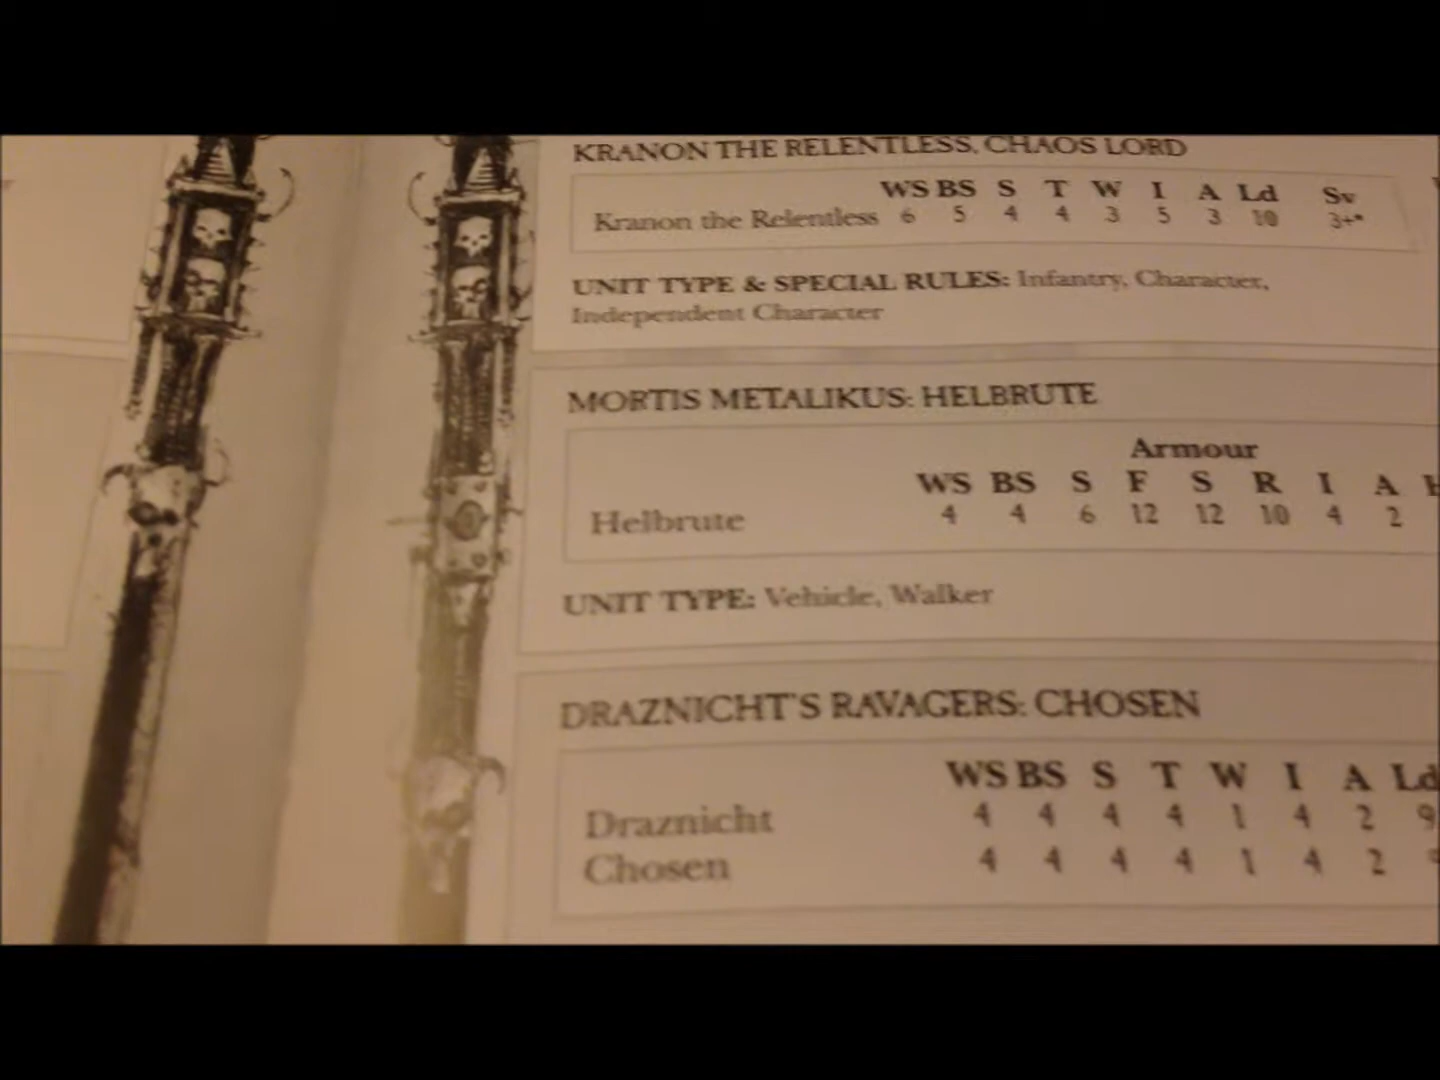 KRANON THE RELENTLESS, CHAOS LORD
WS BS S T W I A Ld Sv
Kranon the Relentless 6 5 4 4 3 5 3 10 3+*
UNIT TYPE & SPECIAL RULES: Infantry, Character,
Independent Character
MORTIS METALIKUS: HELBRUTE
Armour
WS BS S F S R I A
Helbrute 4 4 6 12 12 10 4 2
UNIT TYPE: Vehicle, Walker
DRAZNICHT'S RAVAGERS: CHOSEN
WS BS S T W I A Ld
Draznicht 4 4 4 4 1 4 2 9
Chosen 4 4 4 4 1 4 2